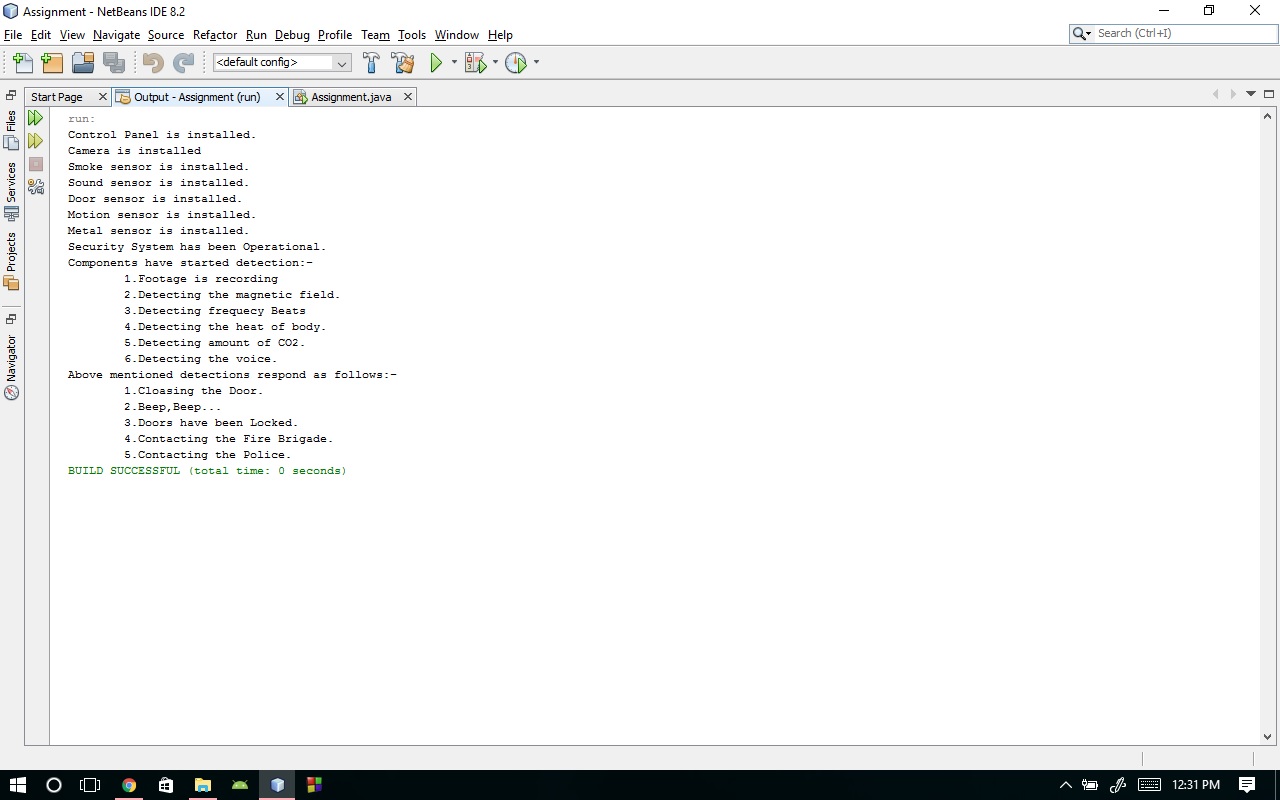 Assignment - NetBeans IDE 8.2
File Edit View Navigate Source Refactor Run Debug Profile Team Tools Window Help
Search (Ctrl+I)
<default config>
Start Page
Output - Assignment (run)
Assignment.java
Files
Services
Projects
Navigator
run:
Control Panel is installed.
Camera is installed
Smoke sensor is installed.
Sound sensor is installed.
Door sensor is installed.
Motion sensor is installed.
Metal sensor is installed.
Security System has been Operational.
Components have started detection:-
1.Footage is recording
2.Detecting the magnetic field.
3.Detecting frequecy Beats
4.Detecting the heat of body.
5.Detecting amount of CO2.
6.Detecting the voice.
Above mentioned detections respond as follows:-
1.Cloasing the Door.
2.Beep,Beep...
3.Doors have been Locked.
4.Contacting the Fire Brigade.
5.Contacting the Police.
BUILD SUCCESSFUL (total time: 0 seconds)
12:31 PM